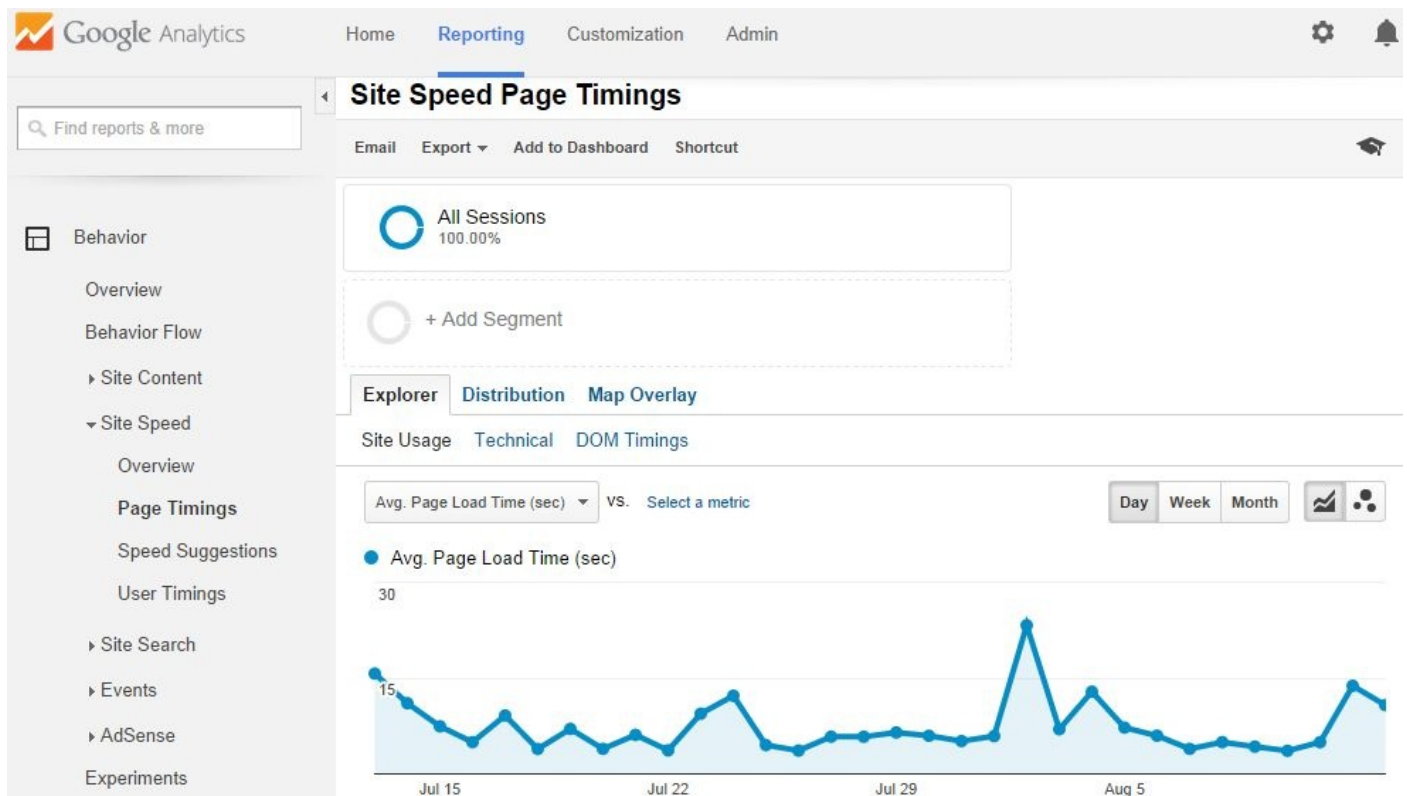 Google Analytics
Home Reporting Customization Admin
Find reports & more
Behavior
Overview
Behavior Flow
Site Content
Site Speed
Overview
Page Timings
Speed Suggestions
User Timings
Site Search
Events
AdSense
Experiments
Site Speed Page Timings
Email Export Add to Dashboard Shortcut
All Sessions
100.00%
+ Add Segment
Explorer Distribution Map Overlay
Site Usage Technical DOM Timings
Avg. Page Load Time (sec) VS. Select a metric Day Week Month
Avg. Page Load Time (sec)
30
15
Jul 15 Jul 22 Jul 29 Aug 5